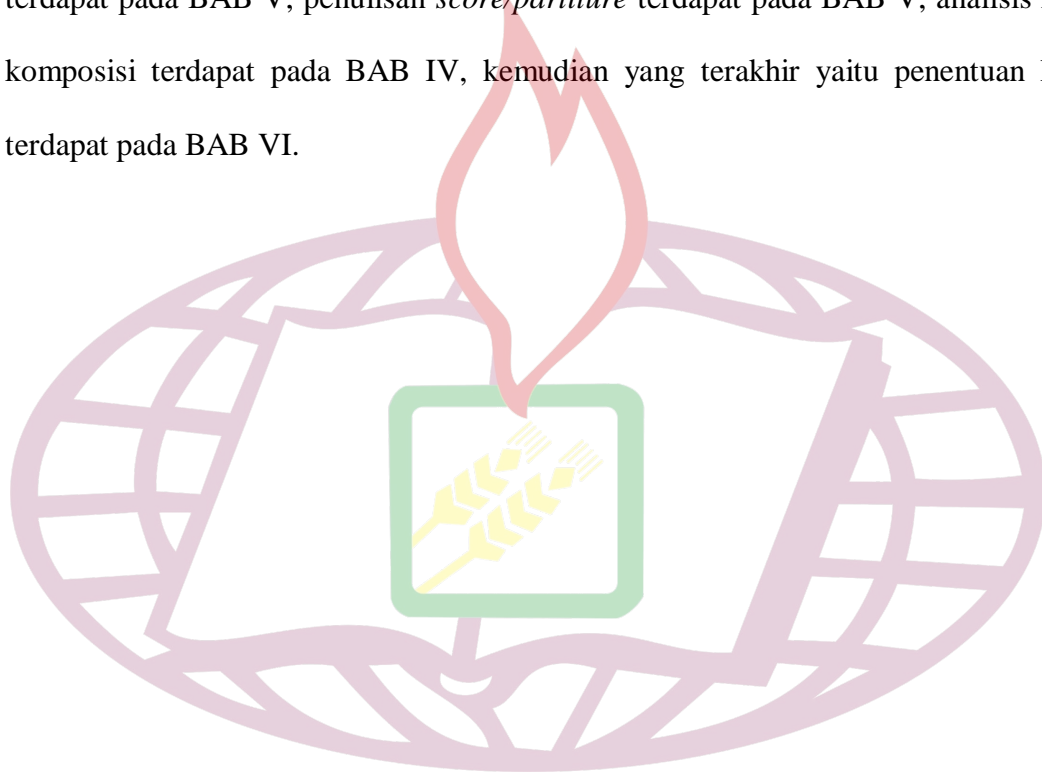 terdapat pada BAB V, penulisan score/partiture terdapat pada BAB V, analisis
komposisi terdapat pada BAB IV, kemudian yang terakhir yaitu penentuan
terdapat pada BAB VI.